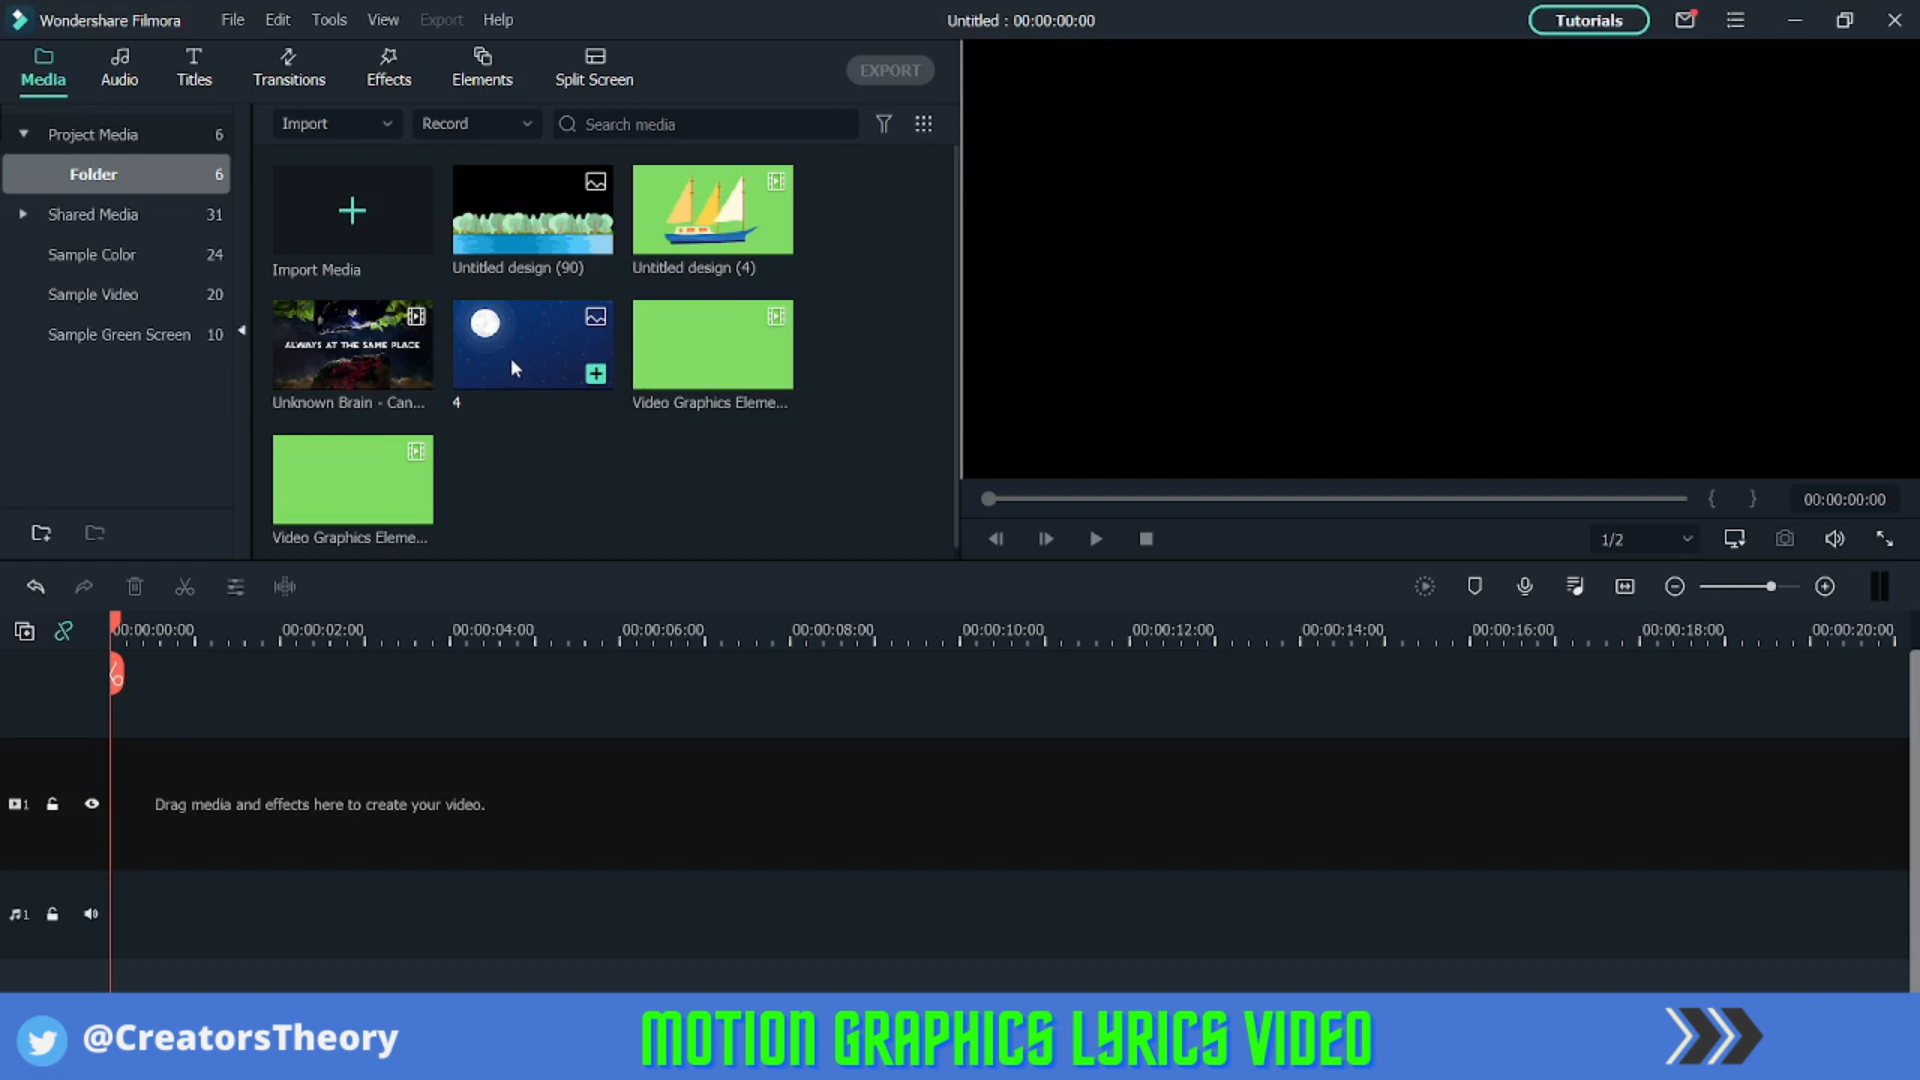 Wondershare Filmora File Edit Tools View Export Help Untitled : 00:00:00:00 Tutorials
Media Audio Titles Transitions Effects Elements Split Screen EXPORT
Project Media 6
Folder 6
Shared Media 31
Sample Color 24
Sample Video 20
Sample Green Screen 10
Import Record Search media
Import Media
Untitled design (90)
Untitled design (4)
ALWAYS AT THE SAME PLACE
Unknown Brain - Can...
4
Video Graphics Eleme...
Video Graphics Eleme...
00:00:00:00
1/2
00:00:00:00 00:00:02:00 00:00:04:00 00:00:06:00 00:00:08:00 00:00:10:00 00:00:12:00 00:00:14:00 00:00:16:00 00:00:18:00 00:00:20:00
1 Drag media and effects here to create your video.
1
@CreatorsTheory MOTION GRAPHICS LYRICS VIDEO